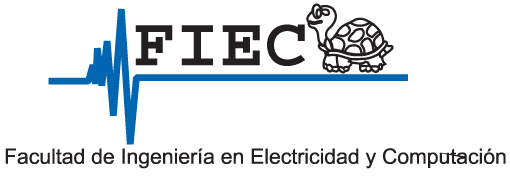 FIEC
Facultad de Ingeniería en Electricidad y Computación